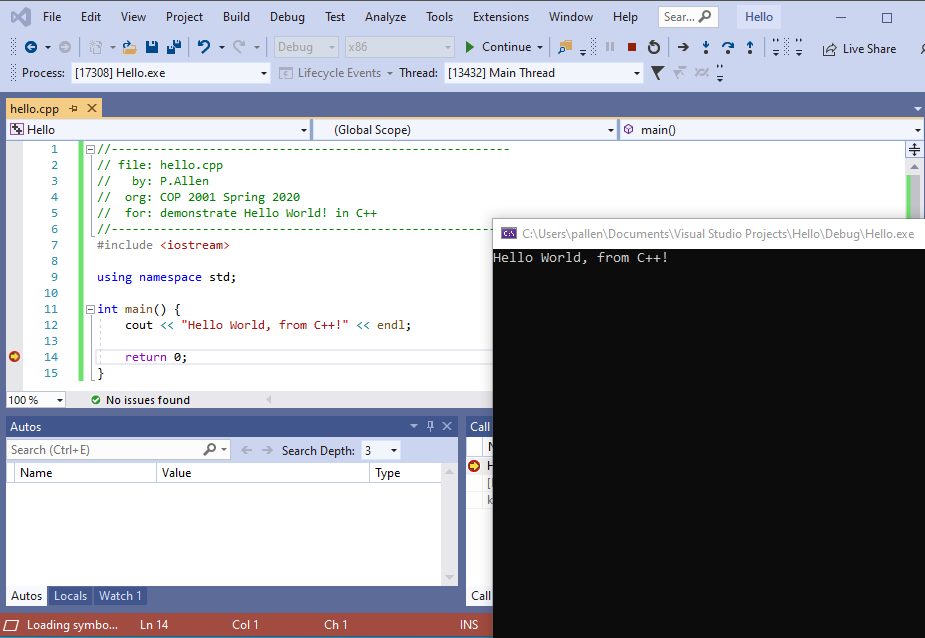 File Edit View Project Build Debug Test Analyze Tools Extensions Window Help Sear... Hello
Debug x86 Continue Live Share
Process: [17308] Hello.exe Lifecycle Events Thread: [13432] Main Thread
hello.cpp
Hello (Global Scope) main()
1 //---------------------------------------------------------
2 // file: hello.cpp
3 //   by: P.Allen
4 //  org: COP 2001 Spring 2020
5 //  for: demonstrate Hello World! in C++
6 //---------------------------------------------------------
7 #include <iostream>
8
9 using namespace std;
10
11 int main() {
12     cout << "Hello World, from C++!" << endl;
13
14     return 0;
15 }
C:\Users\pallen\Documents\Visual Studio Projects\Hello\Debug\Hello.exe
Hello World, from C++!
100 % No issues found
Autos
Search (Ctrl+E) Search Depth: 3
Name Value Type
Autos Locals Watch 1
Call
Call
Loading symbo... Ln 14 Col 1 Ch 1 INS